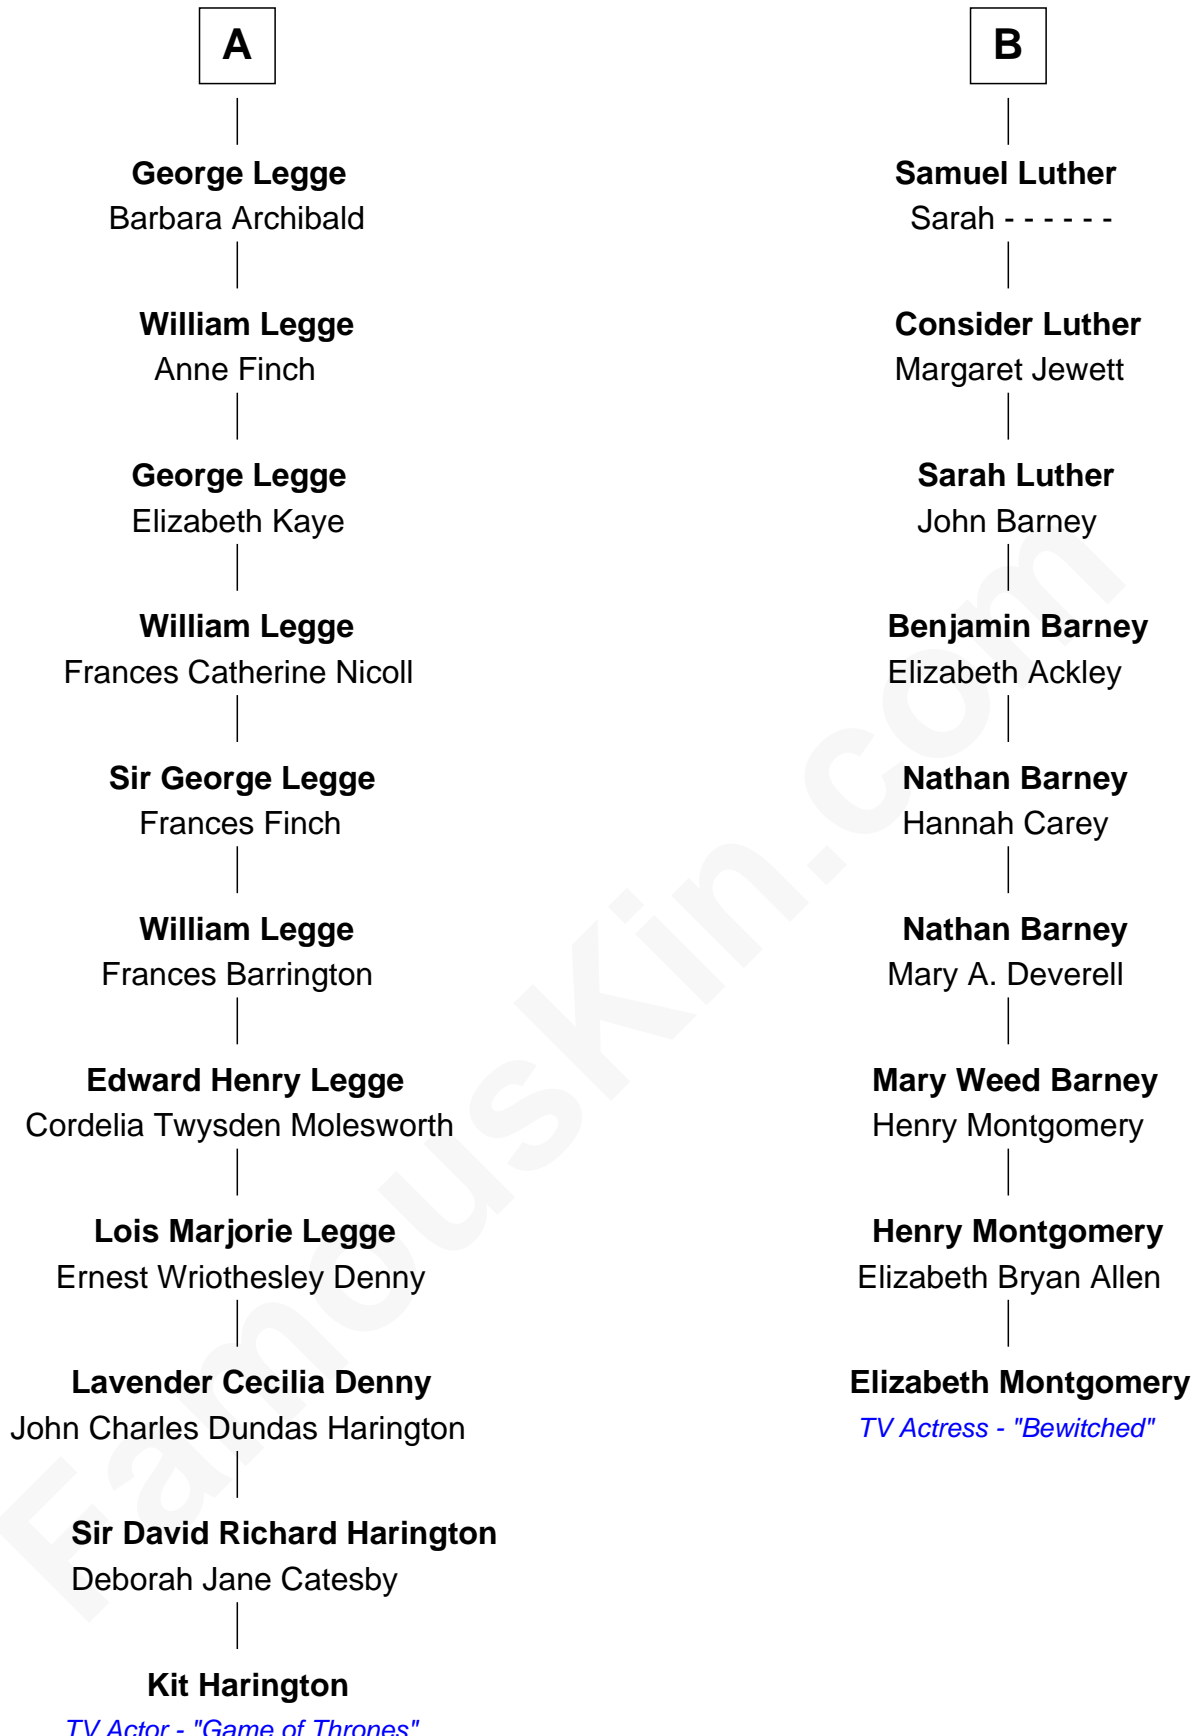 A
George Legge
Barbara Archibald
William Legge
Anne Finch
George Legge
Elizabeth Kaye
William Legge
Frances Catherine Nicoll
Sir George Legge
Frances Finch
William Legge
Frances Barrington
Edward Henry Legge
Cordelia Twysden Molesworth
Lois Marjorie Legge
Ernest Wriothesley Denny
Lavender Cecilia Denny
John Charles Dundas Harington
Sir David Richard Harington
Deborah Jane Catesby
Kit Harington
TV Actor - "Game of Thrones"
B
Samuel Luther
Sarah - - - - - -
Consider Luther
Margaret Jewett
Sarah Luther
John Barney
Benjamin Barney
Elizabeth Ackley
Nathan Barney
Hannah Carey
Nathan Barney
Mary A. Deverell
Mary Weed Barney
Henry Montgomery
Henry Montgomery
Elizabeth Bryan Allen
Elizabeth Montgomery
TV Actress - "Bewitched"
FamousKin.com